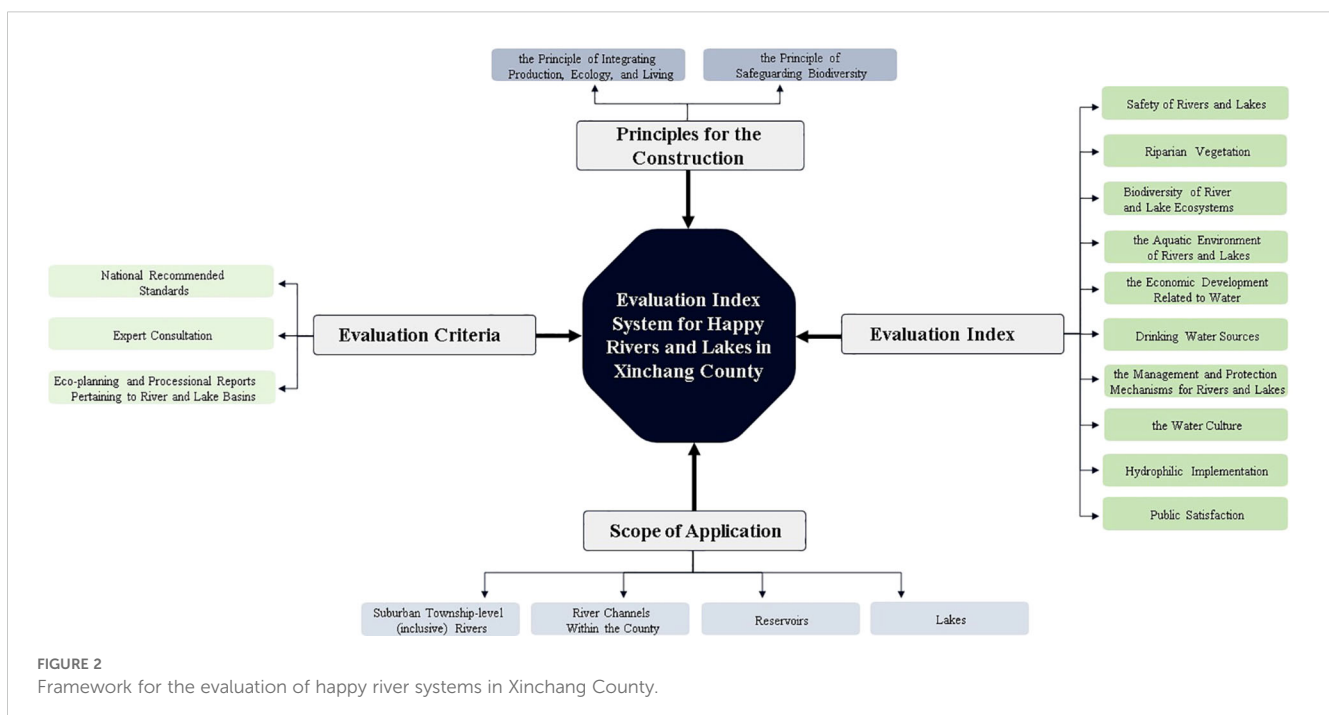 the Principle of Integrating
Production, Ecology, and Living
the Principle of
Safeguarding Biodiversity
Principles for the
Construction
National Recommended
Standards
Expert Consultation
Eco-planning and Processional Reports
Pertaining to River and Lake Basins
Evaluation Criteria
Evaluation Index
System for Happy
Rivers and Lakes in
Xinchang County
Evaluation Index
Safety of Rivers and Lakes
Riparian Vegetation
Biodiversity of River
and Lake Ecosystems
the Aquatic Environment
of Rivers and Lakes
the Economic Development
Related to Water
Drinking Water Sources
the Management and Protection
Mechanisms for Rivers and Lakes
the Water Culture
Hydrophilic Implementation
Public Satisfaction
Scope of Application
Suburban Township-level
(inclusive) Rivers
River Channels
Within the County
Reservoirs
Lakes
FIGURE 2
Framework for the evaluation of happy river systems in Xinchang County.